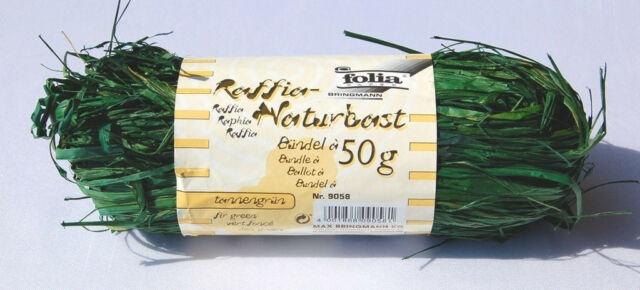 folia
BRINGMANN
Raffia-
Naturbast
Raffia
Raphia
Raffia
Bündel à 50g
Bundle à
Ballot à
Bundel à
Nr. 9058
tannengrün
fir green
vert foncé
MAX BRINGMANN KG